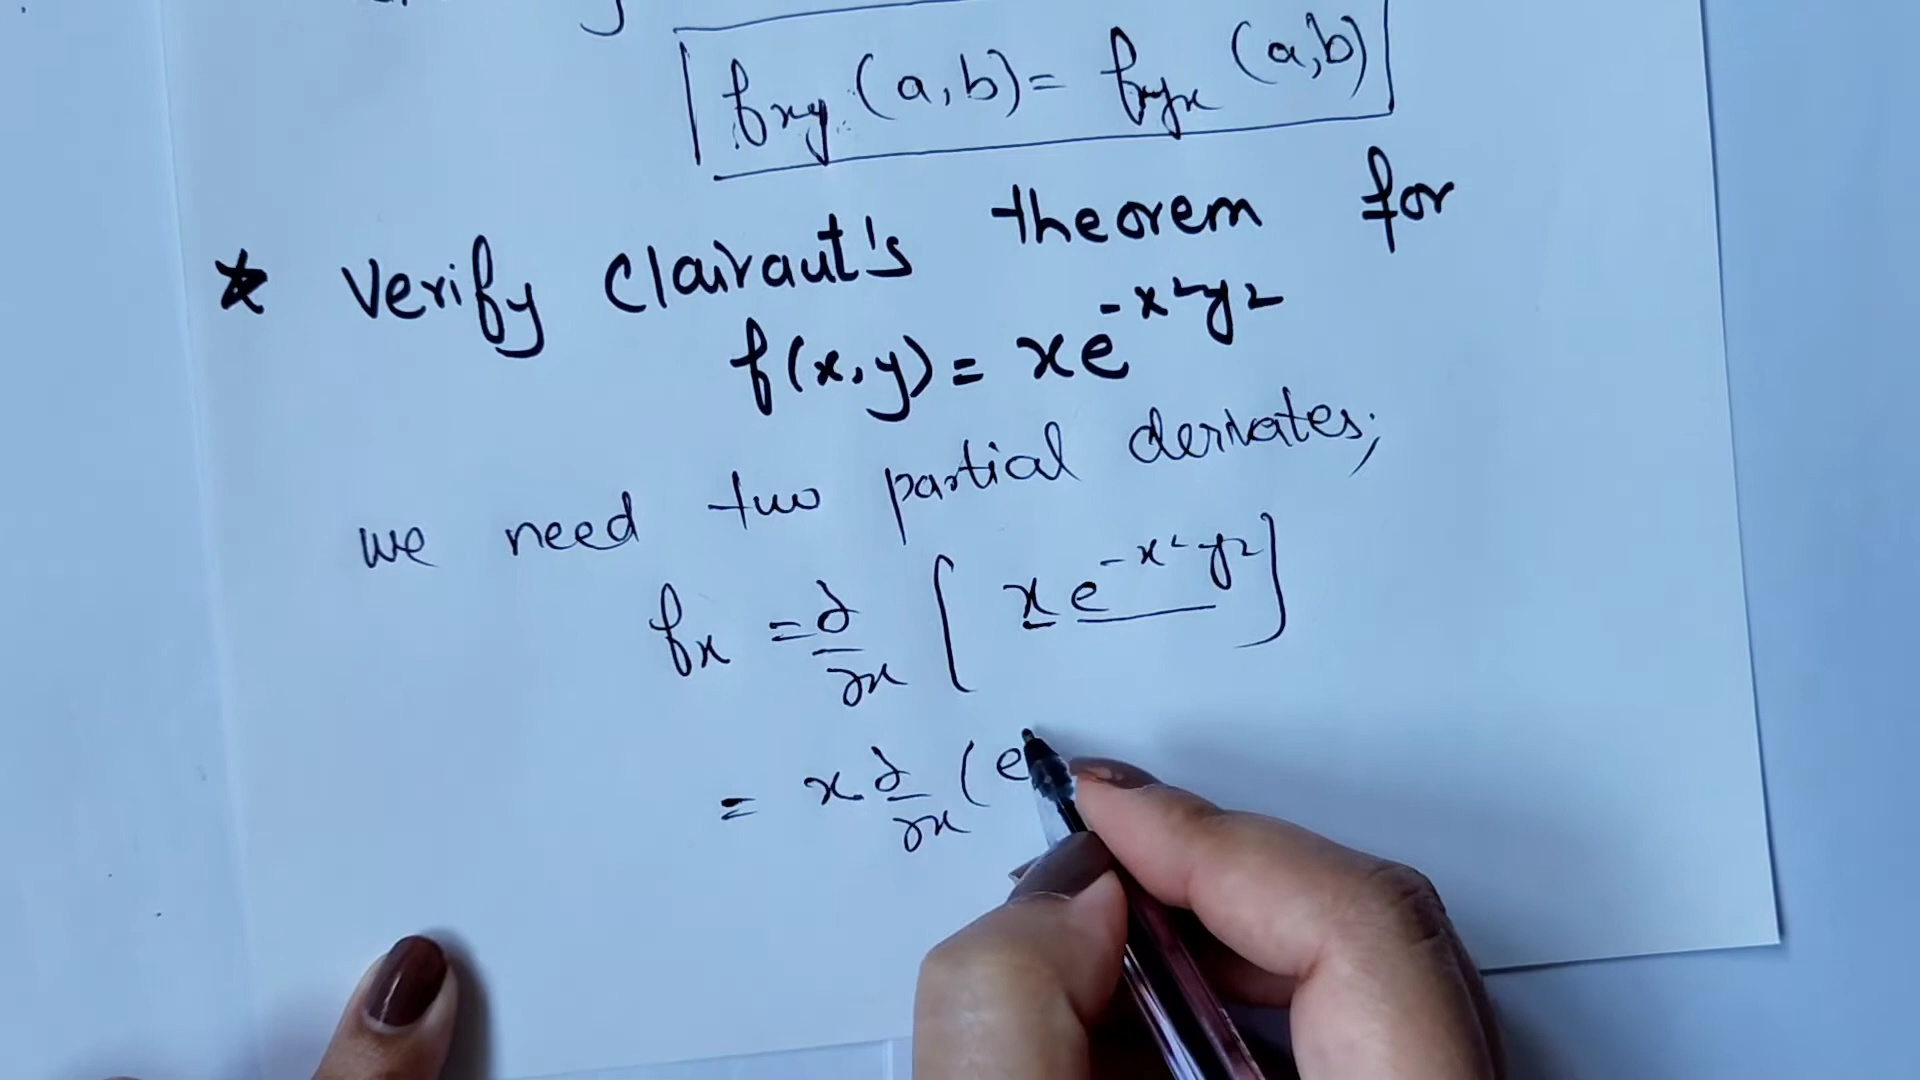 fxy (a,b) = fyx (a,b)
* Verify Clairaut's theorem for
f(x,y) = xe^{-x²y²}
we need two partial derivates;
fx = ∂/∂x [ xe^{-x²y²} ]
= x ∂/∂x (e